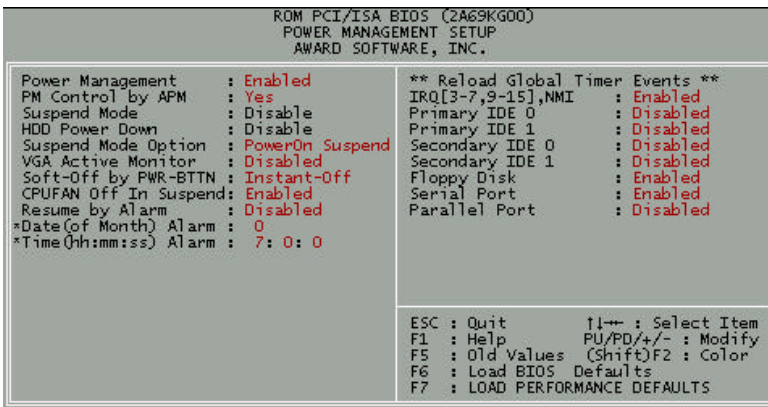 ROM PCI/ISA BIOS (2A69KG00)
POWER MANAGEMENT SETUP
AWARD SOFTWARE, INC.
Power Management : Enabled
PM Control by APM : Yes
Suspend Mode : Disable
HDD Power Down : Disable
Suspend Mode Option : PowerOn Suspend
VGA Active Monitor : Disabled
Soft-Off by PWR-BTTN : Instant-Off
CPUFAN Off In Suspend: Enabled
Resume by Alarm : Disabled
*Date(of Month) Alarm : 0
*Time(hh:mm:ss) Alarm : 7: 0: 0
** Reload Global Timer Events **
IRQ[3-7,9-15],NMI : Enabled
Primary IDE 0 : Disabled
Primary IDE 1 : Disabled
Secondary IDE 0 : Disabled
Secondary IDE 1 : Disabled
Floppy Disk : Enabled
Serial Port : Enabled
Parallel Port : Disabled
ESC : Quit ↑↓→← : Select Item
F1 : Help PU/PD/+/- : Modify
F5 : Old Values (Shift)F2 : Color
F6 : Load BIOS Defaults
F7 : LOAD PERFORMANCE DEFAULTS